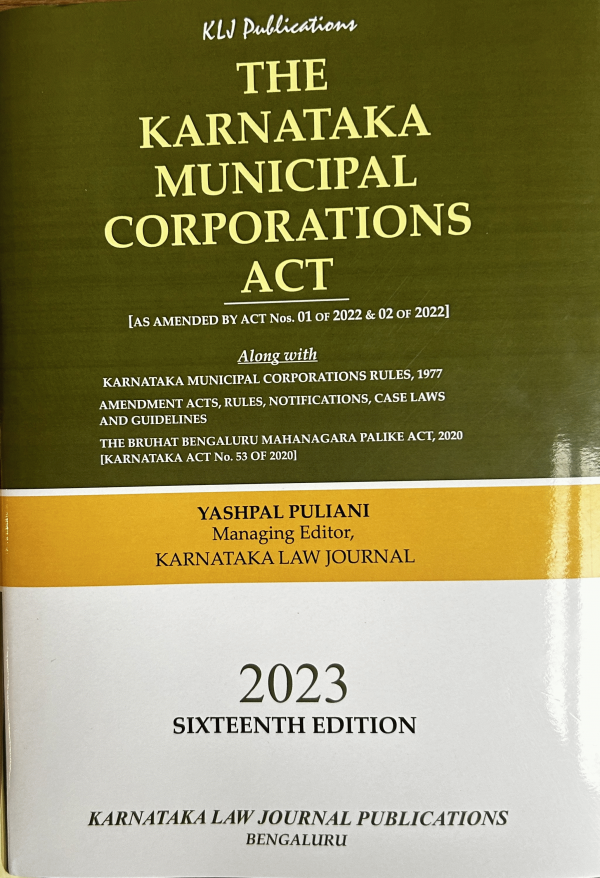 KLJ Publications
THE
KARNATAKA
MUNICIPAL
CORPORATIONS
ACT
[AS AMENDED BY ACT Nos. 01 OF 2022 & 02 OF 2022]
Along with
KARNATAKA MUNICIPAL CORPORATIONS RULES, 1977
AMENDMENT ACTS, RULES, NOTIFICATIONS, CASE LAWS
AND GUIDELINES
THE BRUHAT BENGALURU MAHANAGARA PALIKE ACT, 2020
[KARNATAKA ACT No. 53 OF 2020]
YASHPAL PULIANI
Managing Editor,
KARNATAKA LAW JOURNAL
2023
SIXTEENTH EDITION
KARNATAKA LAW JOURNAL PUBLICATIONS
BENGALURU